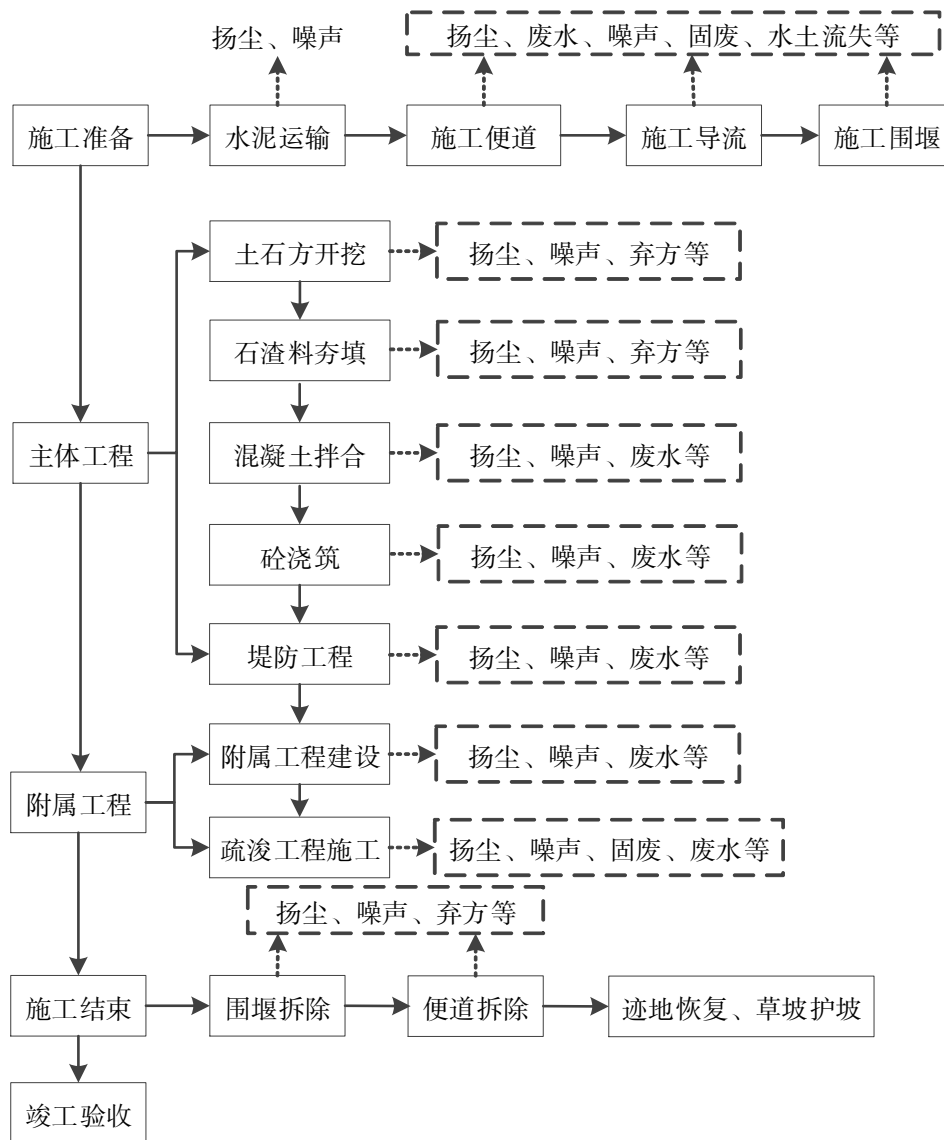 扬尘、噪声
扬尘、废水、噪声、固废、水土流失等
施工准备
水泥运输
施工便道
施工导流
施工围堰
土石方开挖
扬尘、噪声、弃方等
石渣料夯填
扬尘、噪声、弃方等
主体工程
混凝土拌合
扬尘、噪声、废水等
砼浇筑
扬尘、噪声、废水等
堤防工程
扬尘、噪声、废水等
附属工程建设
扬尘、噪声、废水等
附属工程
疏浚工程施工
扬尘、噪声、固废、废水等
扬尘、噪声、弃方等
施工结束
围堰拆除
便道拆除
迹地恢复、草坡护坡
竣工验收